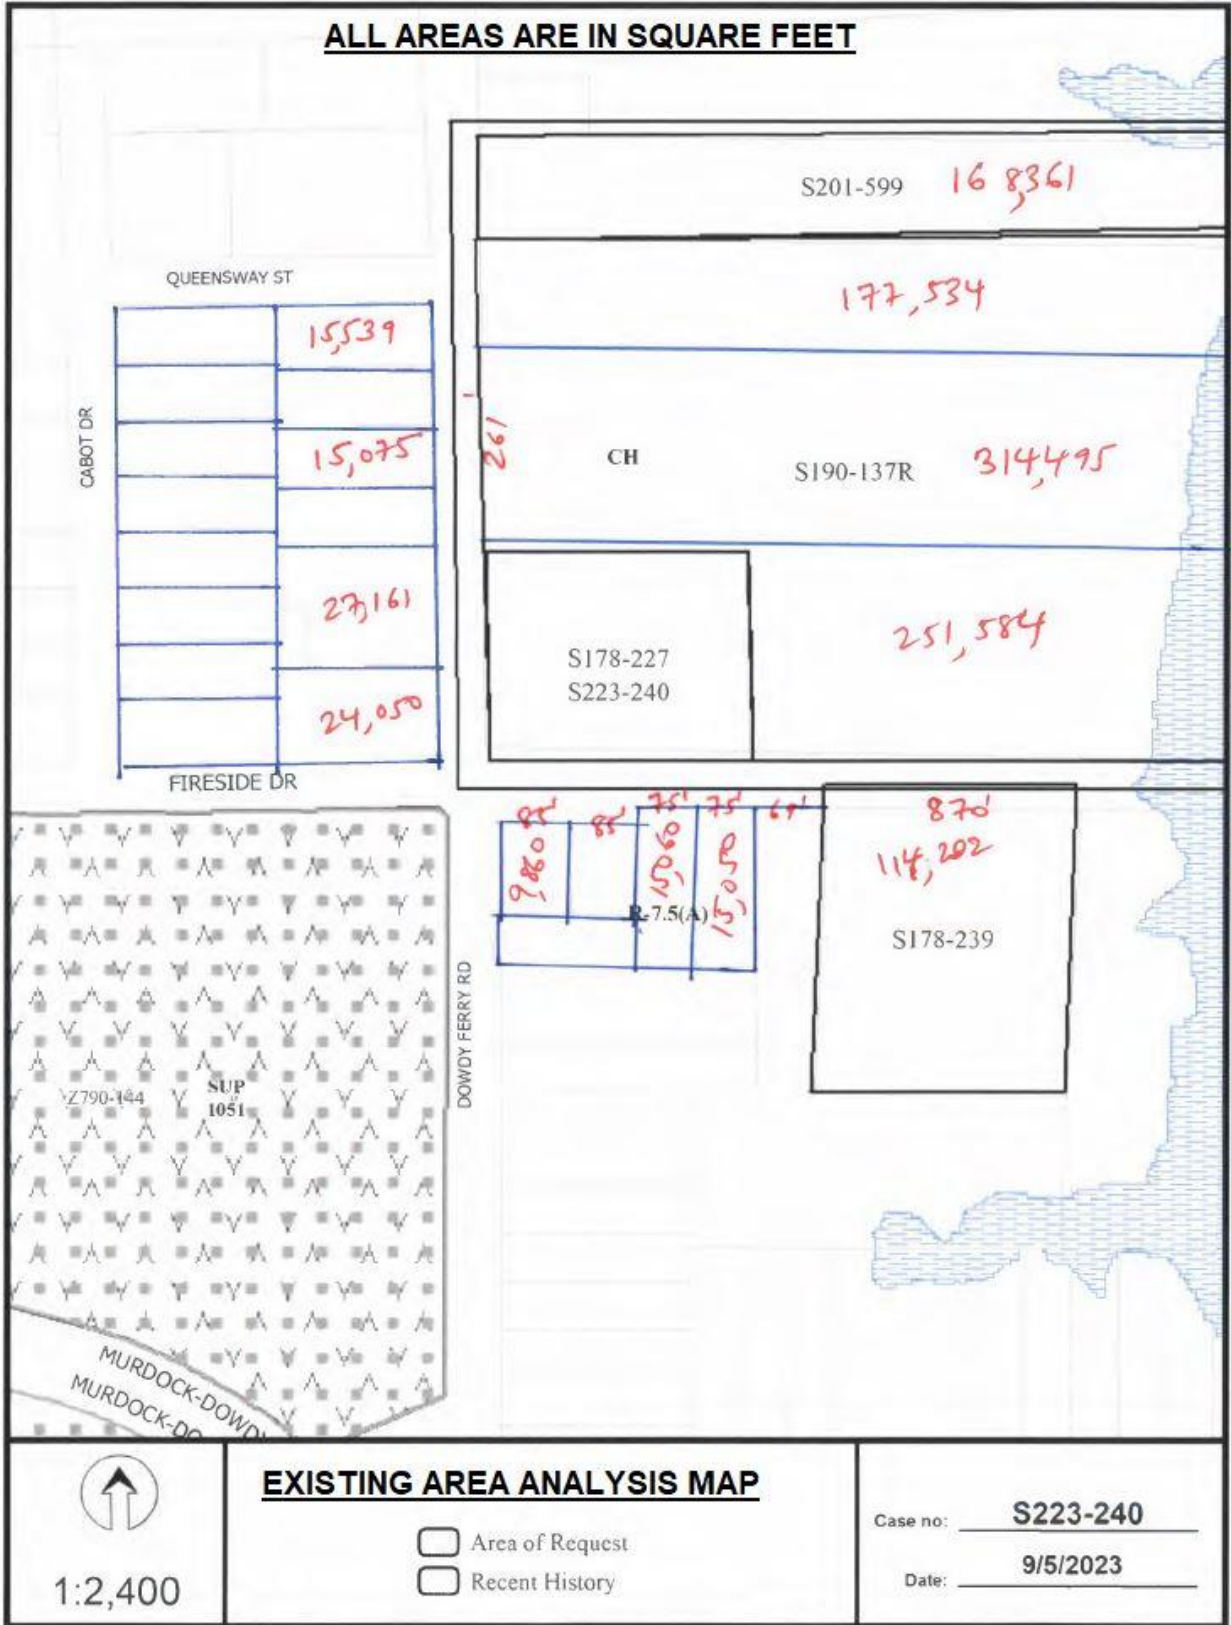 ALL AREAS ARE IN SQUARE FEET
S201-599 168,361
177,534
QUEENSWAY ST
15,539
CABOT DR
15,075
261
CH
S190-137R 314,495
27,161
251,584
S178-227
S223-240
24,050
FIRESIDE DR
85' 85' 75' 75' 69' 870'
9,860 15,060 15,050
114,202
R-7.5(A)
S178-239
DOWDY FERRY RD
Z790-144
SUP
1051
MURDOCK-DOWDY
MURDOCK-DO
1:2,400
EXISTING AREA ANALYSIS MAP
Area of Request
Recent History
Case no: S223-240
Date: 9/5/2023